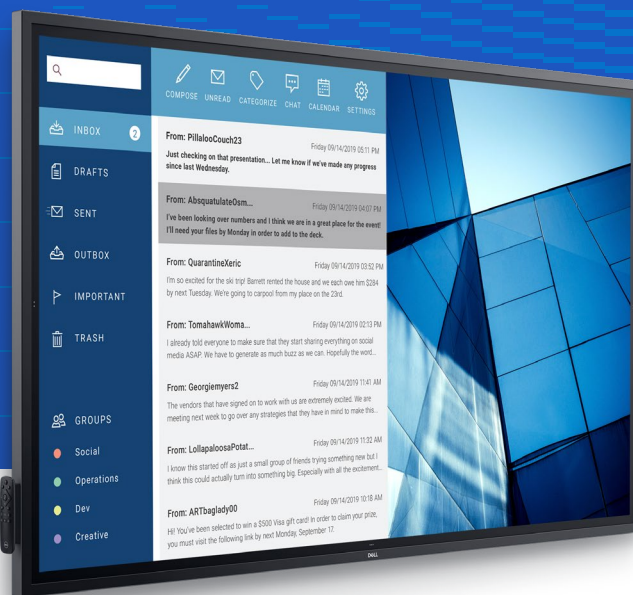 COMPOSE UNREAD CATEGORIZE CHAT CALENDAR SETTINGS
INBOX 2
DRAFTS
SENT
OUTBOX
IMPORTANT
TRASH
GROUPS
Social
Operations
Dev
Creative
From: PillalooCouch23 Friday 09/14/2019 05:11 PM
Just checking on that presentation... Let me know if we've made any progress
since last Wednesday.
From: AbsquatulateOsm... Friday 09/14/2019 04:07 PM
I've been looking over numbers and I think we are in a great place for the event!
I'll need your files by Monday in order to add to the deck.
From: QuarantineXeric Friday 09/14/2019 03:52 PM
I'm so excited for the ski trip! Barrett rented the house and we each owe him $284
by next Tuesday. We're going to carpool from my place on the 23rd.
From: TomahawkWoma... Friday 09/14/2019 02:13 PM
I already told everyone to make sure that they start sharing everything on social
media ASAP. We have to generate as much buzz as we can. Hopefully the word...
From: Georgiemyers2 Friday 09/14/2019 11:41 AM
The vendors that have signed on to work with us are extremely excited. We are
meeting next week to go over any strategies that they have in mind to make this...
From: LollapaloosaPotat... Friday 09/14/2019 11:32 AM
I know this started off as just a small group of friends trying something new but I
think this could actually turn into something big. Especially with all the excitement...
From: ARTbaglady00 Friday 09/14/2019 10:18 AM
Hi! You've been selected to win a $500 Visa gift card! In order to claim your prize,
you must visit the following link by next Monday, September 17.
DELL